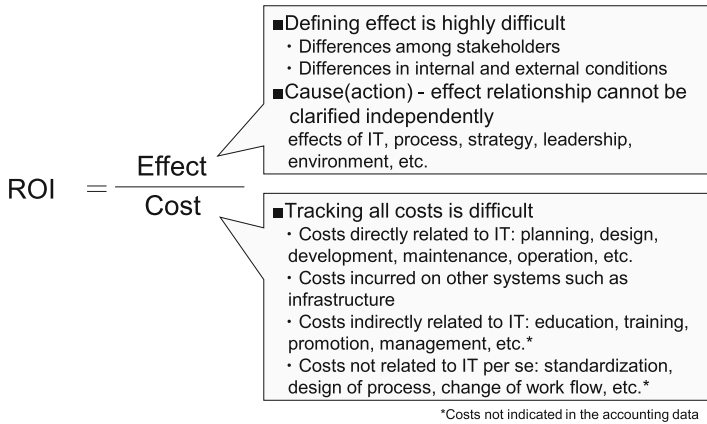 ■Defining effect is highly difficult
・Differences among stakeholders
・Differences in internal and external conditions
■Cause(action) - effect relationship cannot be
clarified independently
effects of IT, process, strategy, leadership,
environment, etc.
ROI = Effect
Cost
■Tracking all costs is difficult
・Costs directly related to IT: planning, design,
development, maintenance, operation, etc.
・Costs incurred on other systems such as
infrastructure
・Costs indirectly related to IT: education, training,
promotion, management, etc.*
・Costs not related to IT per se: standardization,
design of process, change of work flow, etc.*
*Costs not indicated in the accounting data